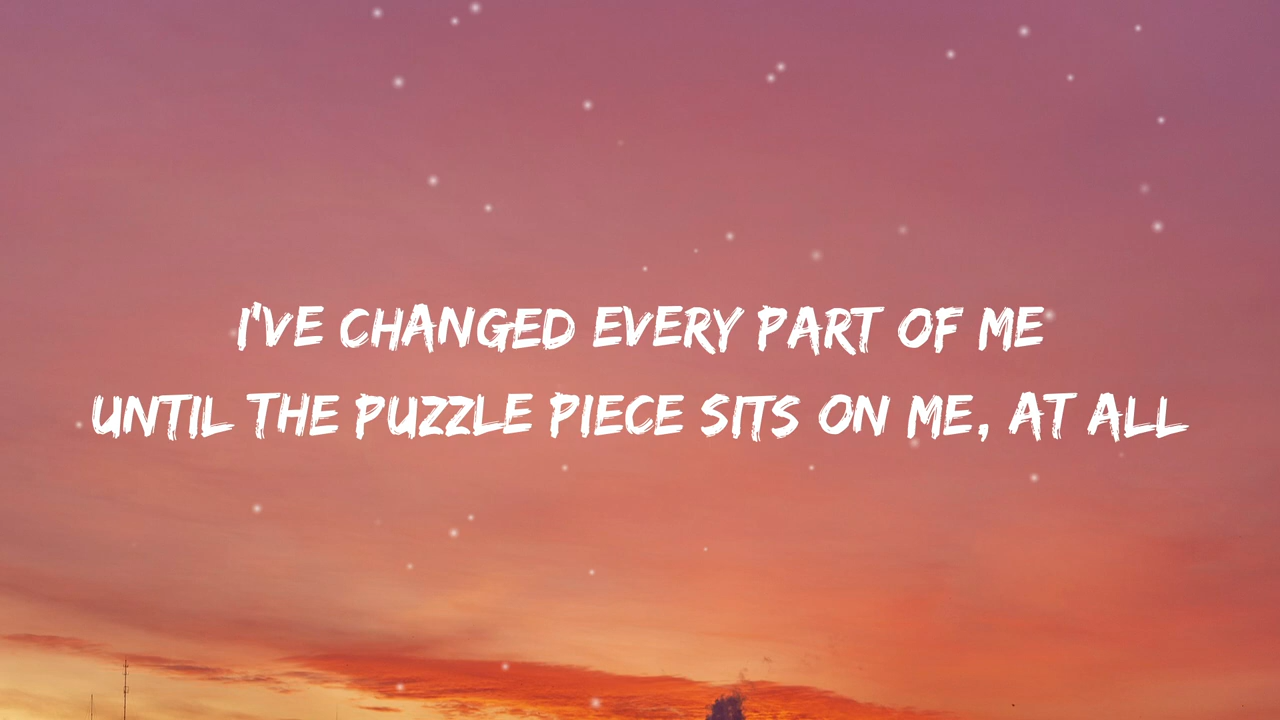 I'VE CHANGED EVERY PART OF ME
UNTIL THE PUZZLE PIECE SITS ON ME, AT ALL